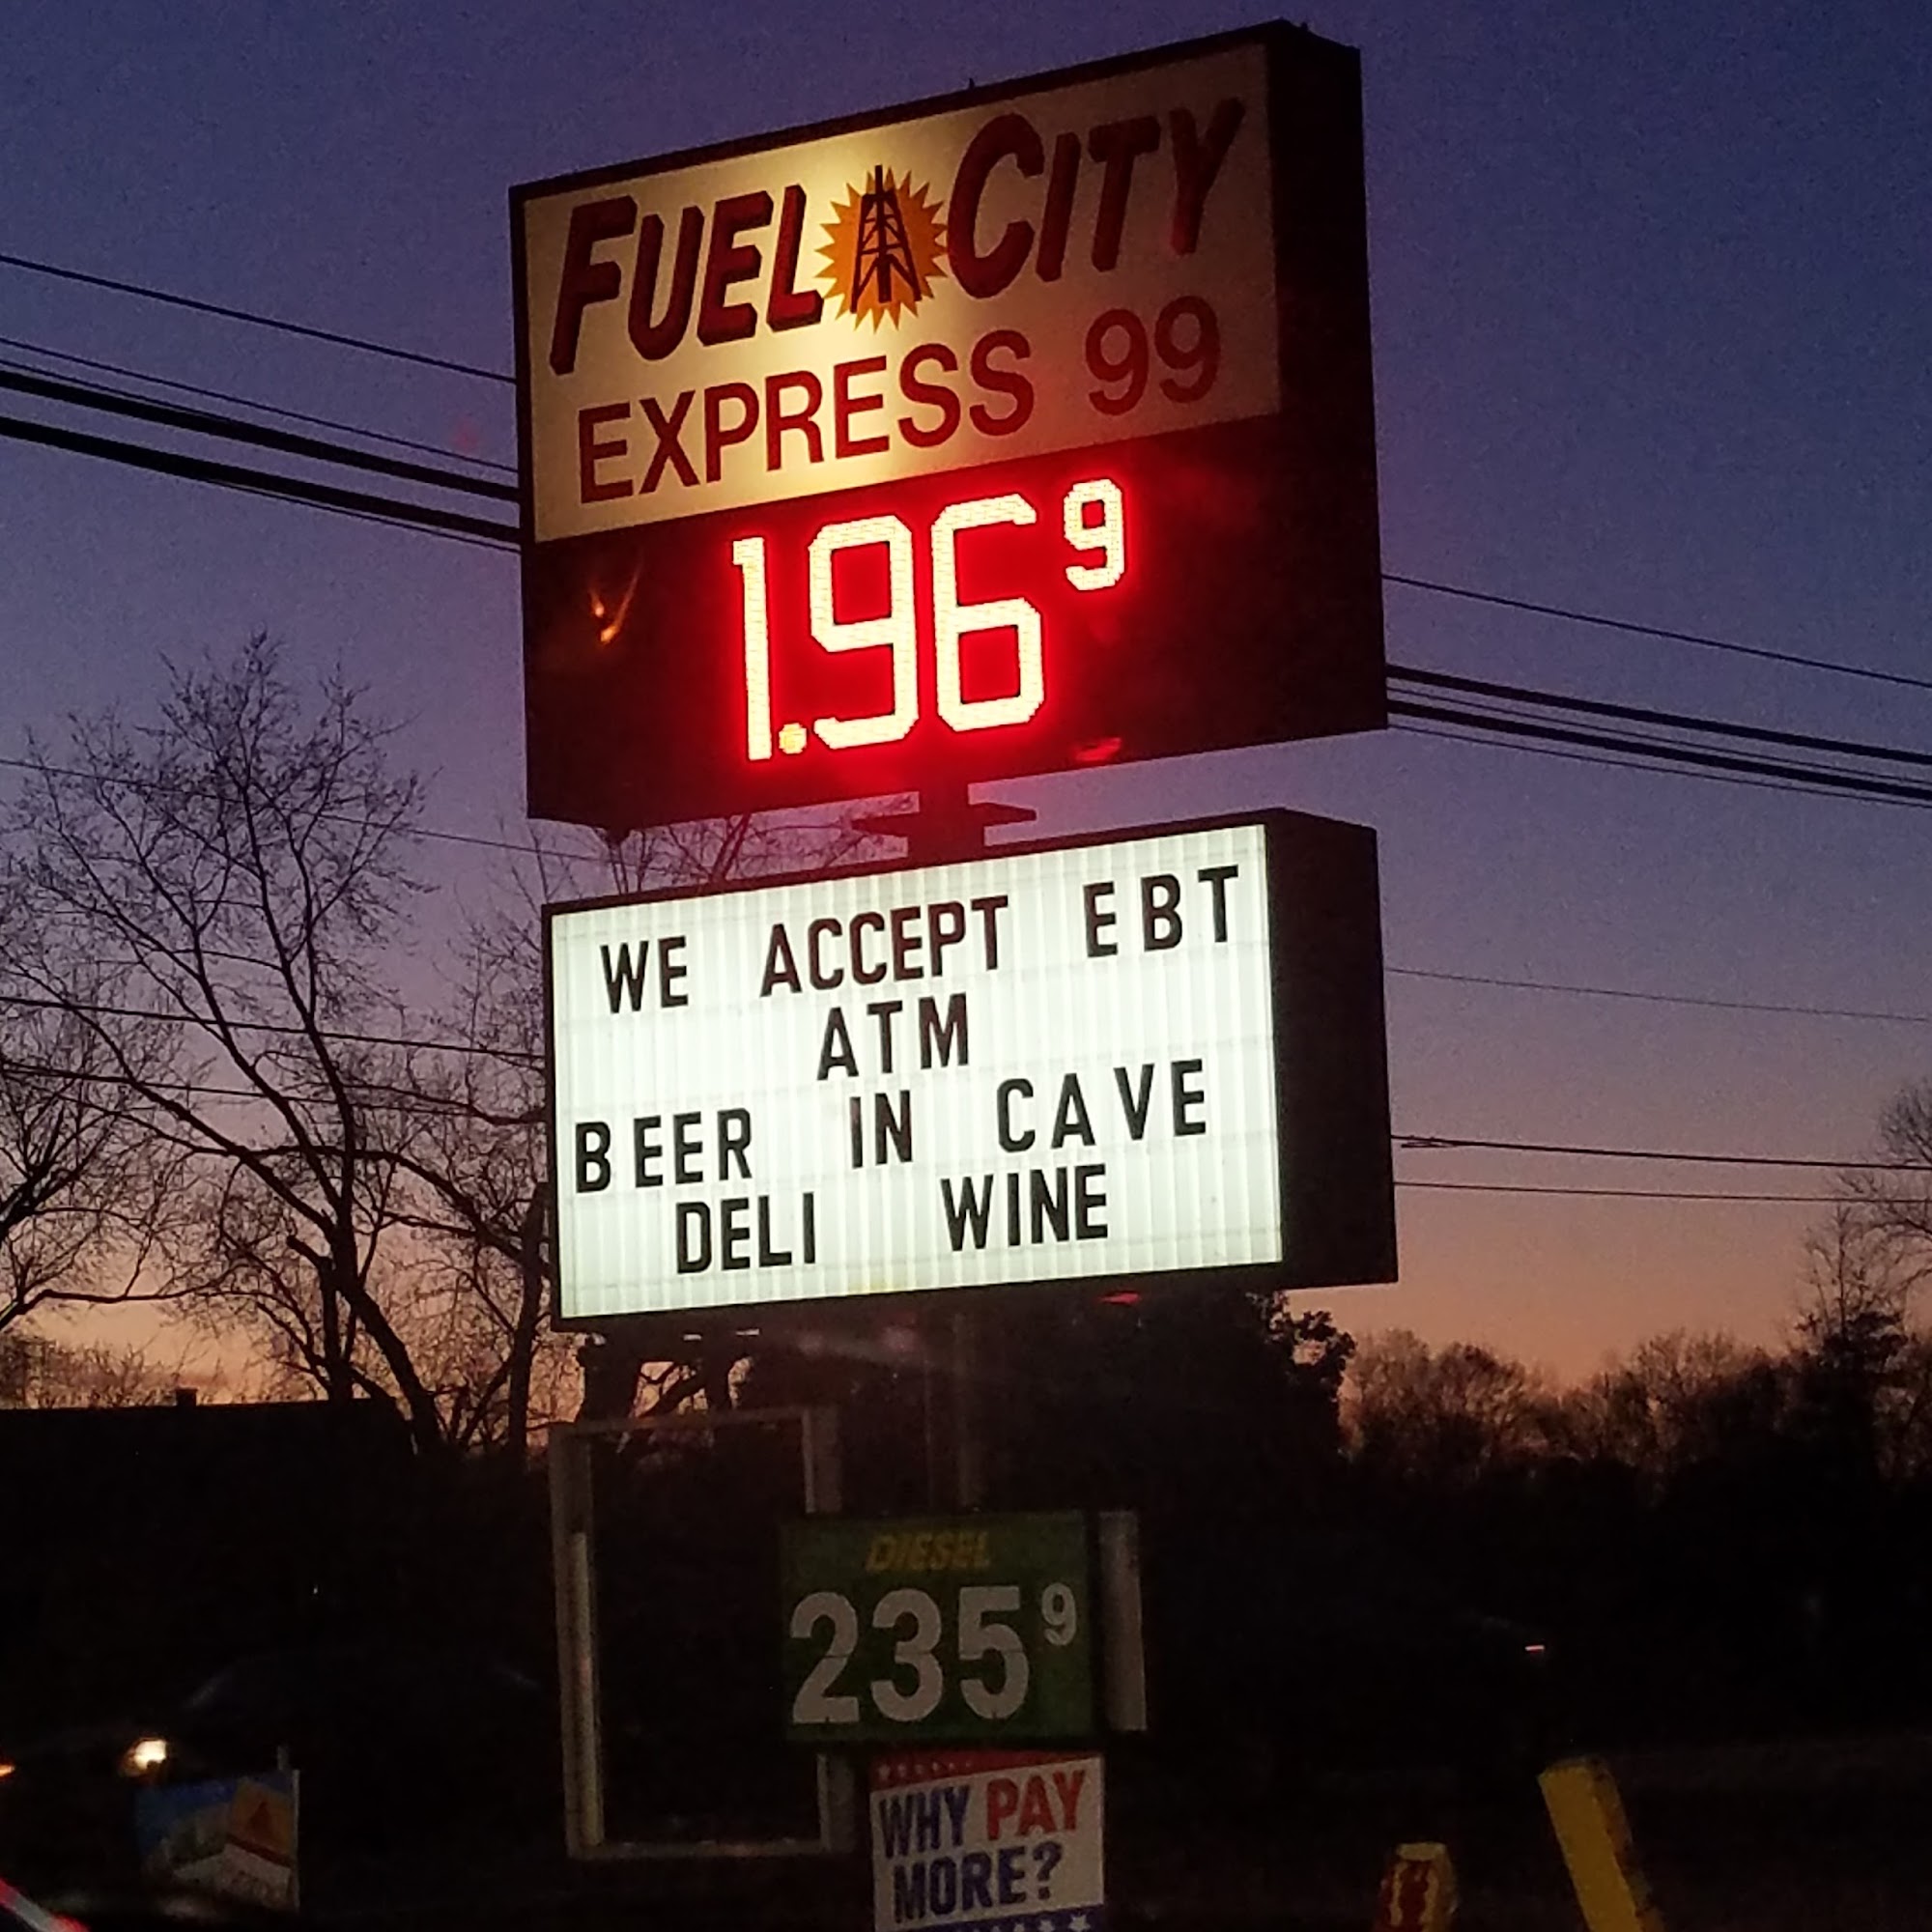 FUEL CITY
EXPRESS 99
1.96 9
WE ACCEPT EBT
ATM
BEER IN CAVE
DELI WINE
DIESEL
235 9
WHY PAY
MORE?